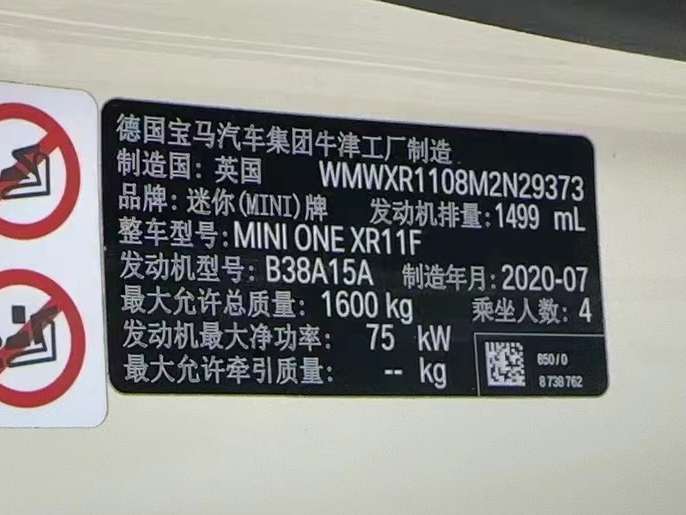 德国宝马汽车集团牛津工厂制造
制造国: 英国 WMWXR1108M2N29373
品牌: 迷你(MINI)牌 发动机排量:1499 mL
整车型号:MINI ONE XR11F
发动机型号: B38A15A 制造年月: 2020-07
最大允许总质量: 1600 kg 乘坐人数: 4
发动机最大净功率: 75 kW
最大允许牵引质量: -- kg
850/0
8 738 762